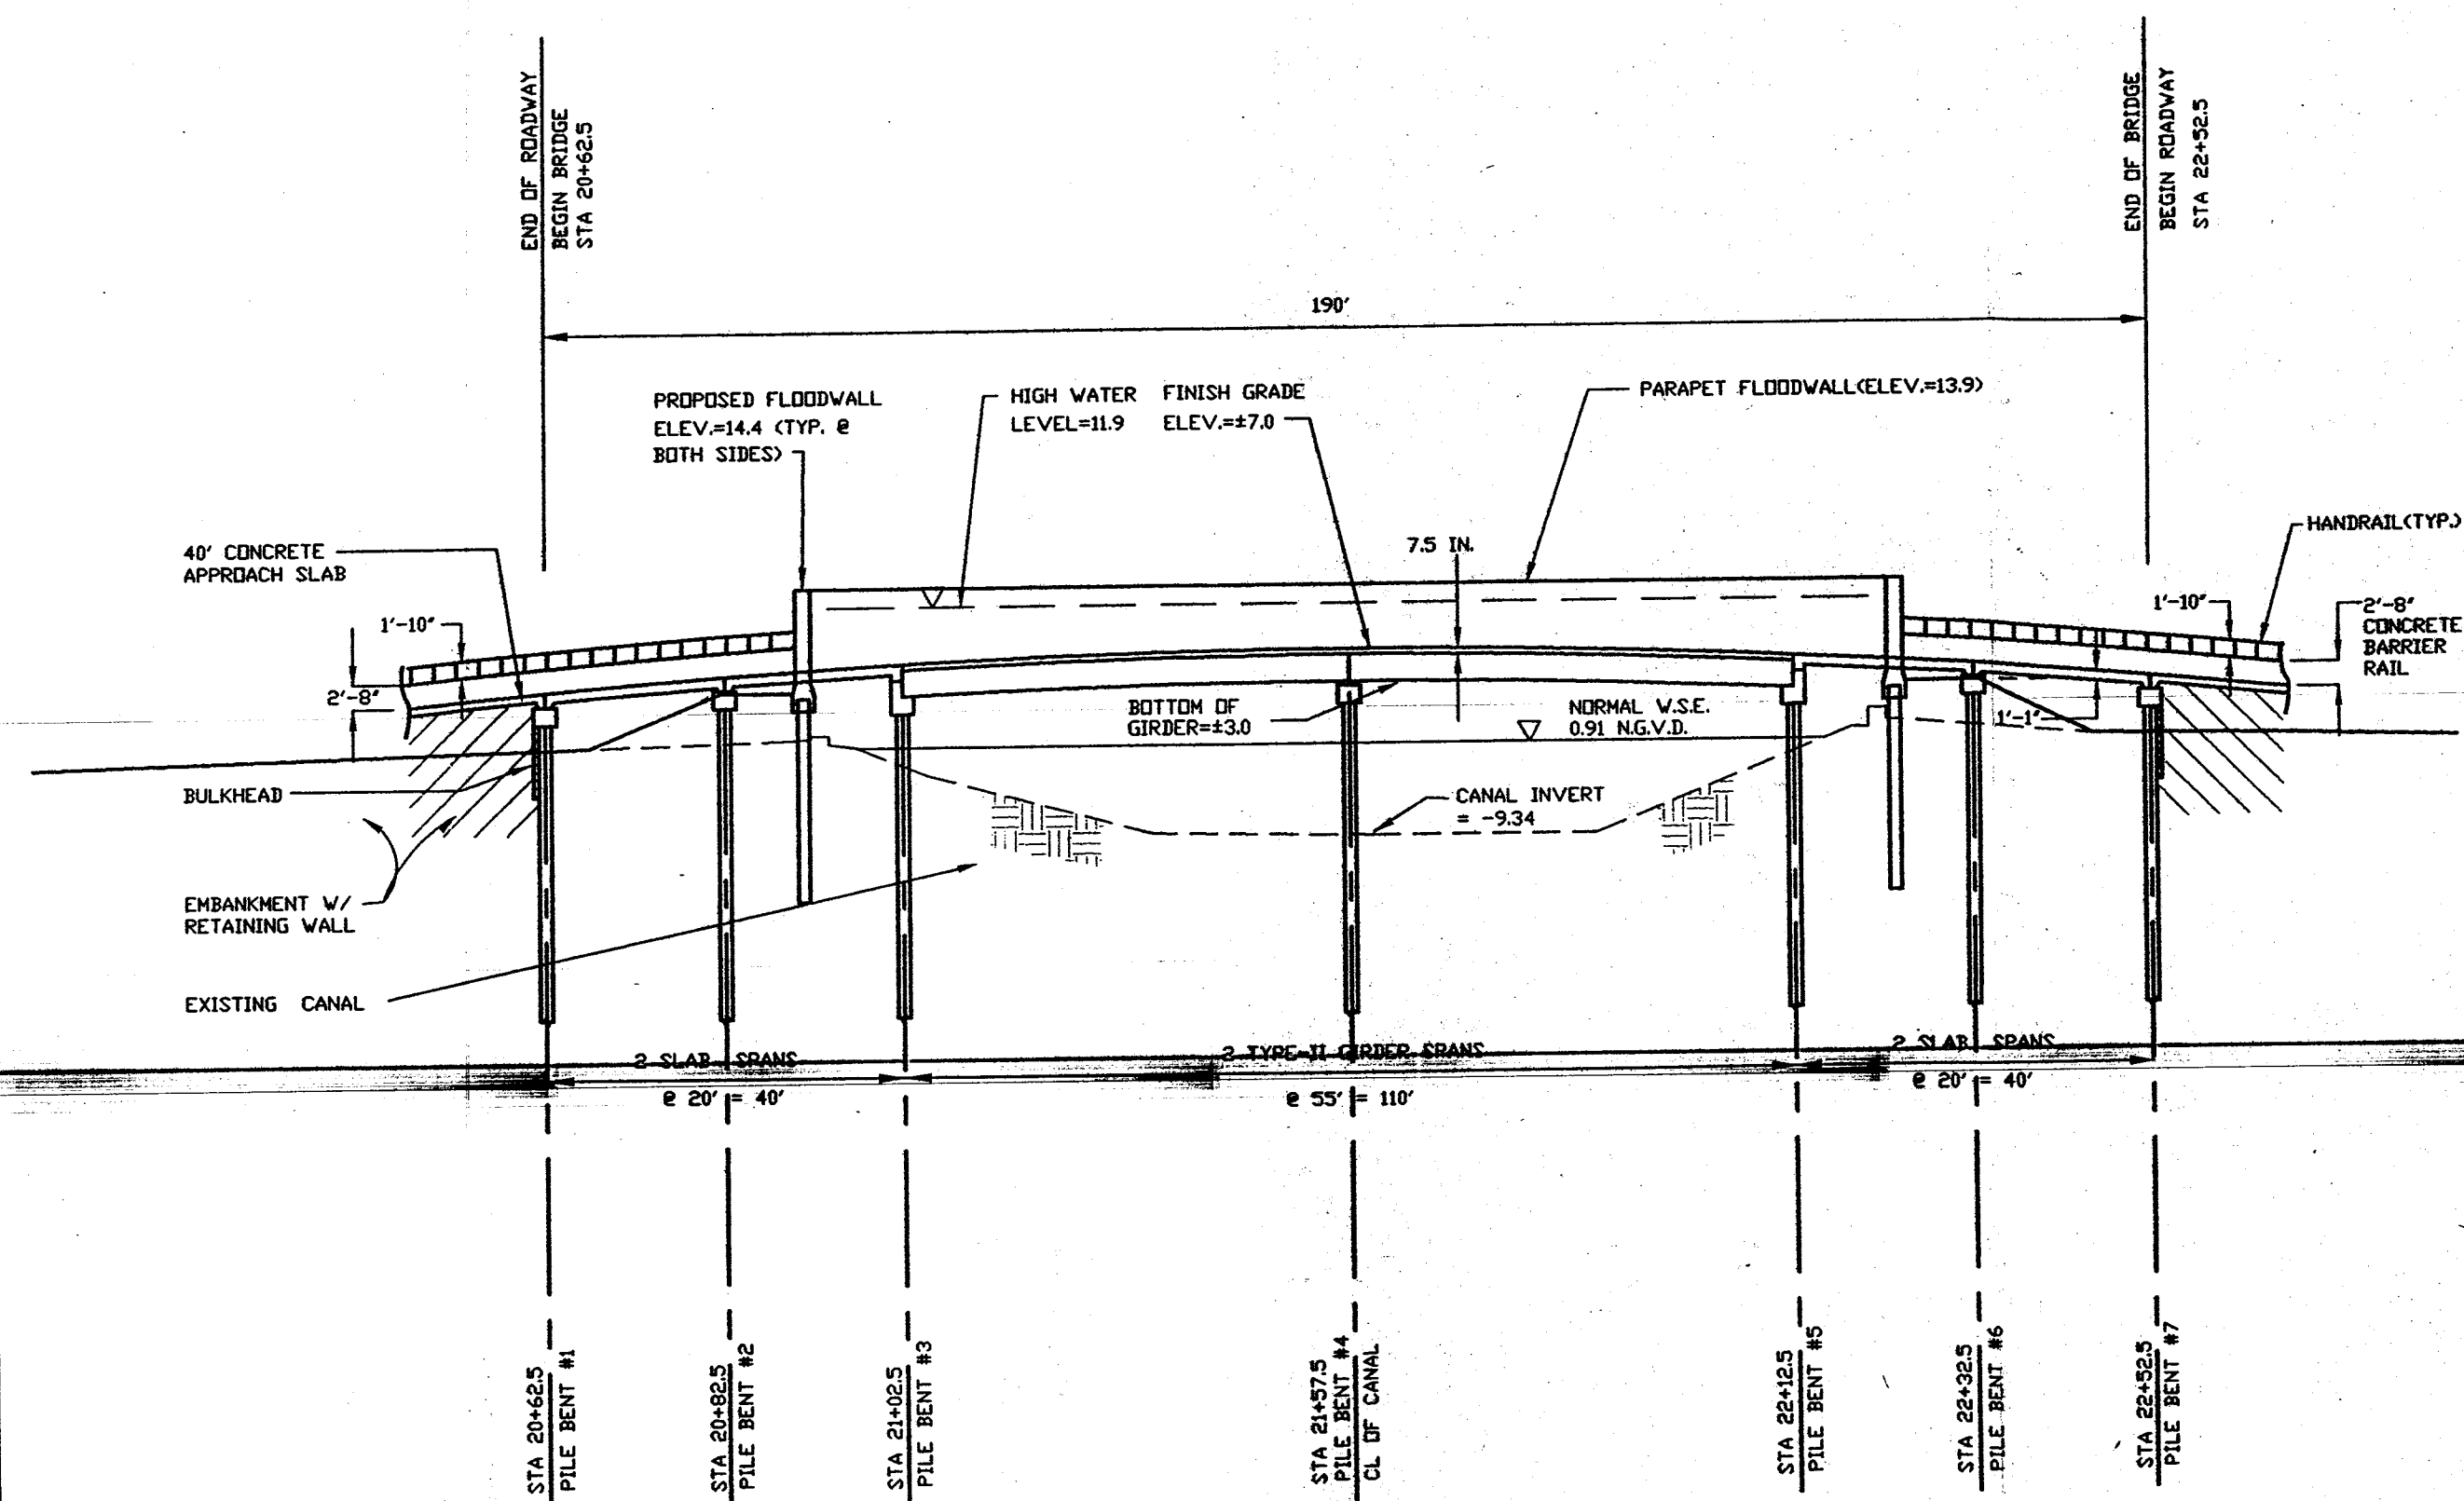 END OF ROADWAY
BEGIN BRIDGE
STA 20+62.5
END OF BRIDGE
BEGIN ROADWAY
STA 22+52.5
190'
PROPOSED FLOODWALL
ELEV.=14.4 (TYP. @
BOTH SIDES)
HIGH WATER
LEVEL=11.9
FINISH GRADE
ELEV.=±7.0
PARAPET FLOODWALL(ELEV.=13.9)
HANDRAIL(TYP.)
40' CONCRETE
APPROACH SLAB
7.5 IN.
1'-10"
2'-8"
1'-10"
2'-8"
CONCRETE
BARRIER
RAIL
BOTTOM OF
GIRDER=±3.0
NORMAL W.S.E.
0.91 N.G.V.D.
1'-1"
BULKHEAD
CANAL INVERT
= -9.34
EMBANKMENT W/
RETAINING WALL
EXISTING CANAL
2 SLAB SPANS
@ 20' = 40'
2 TYPE-II GIRDER SPANS
@ 55' = 110'
2 SLAB SPANS
@ 20' = 40'
STA 20+62.5
PILE BENT #1
STA 20+82.5
PILE BENT #2
STA 21+02.5
PILE BENT #3
STA 21+57.5
PILE BENT #4
CL OF CANAL
STA 22+12.5
PILE BENT #5
STA 22+32.5
PILE BENT #6
STA 22+52.5
PILE BENT #7